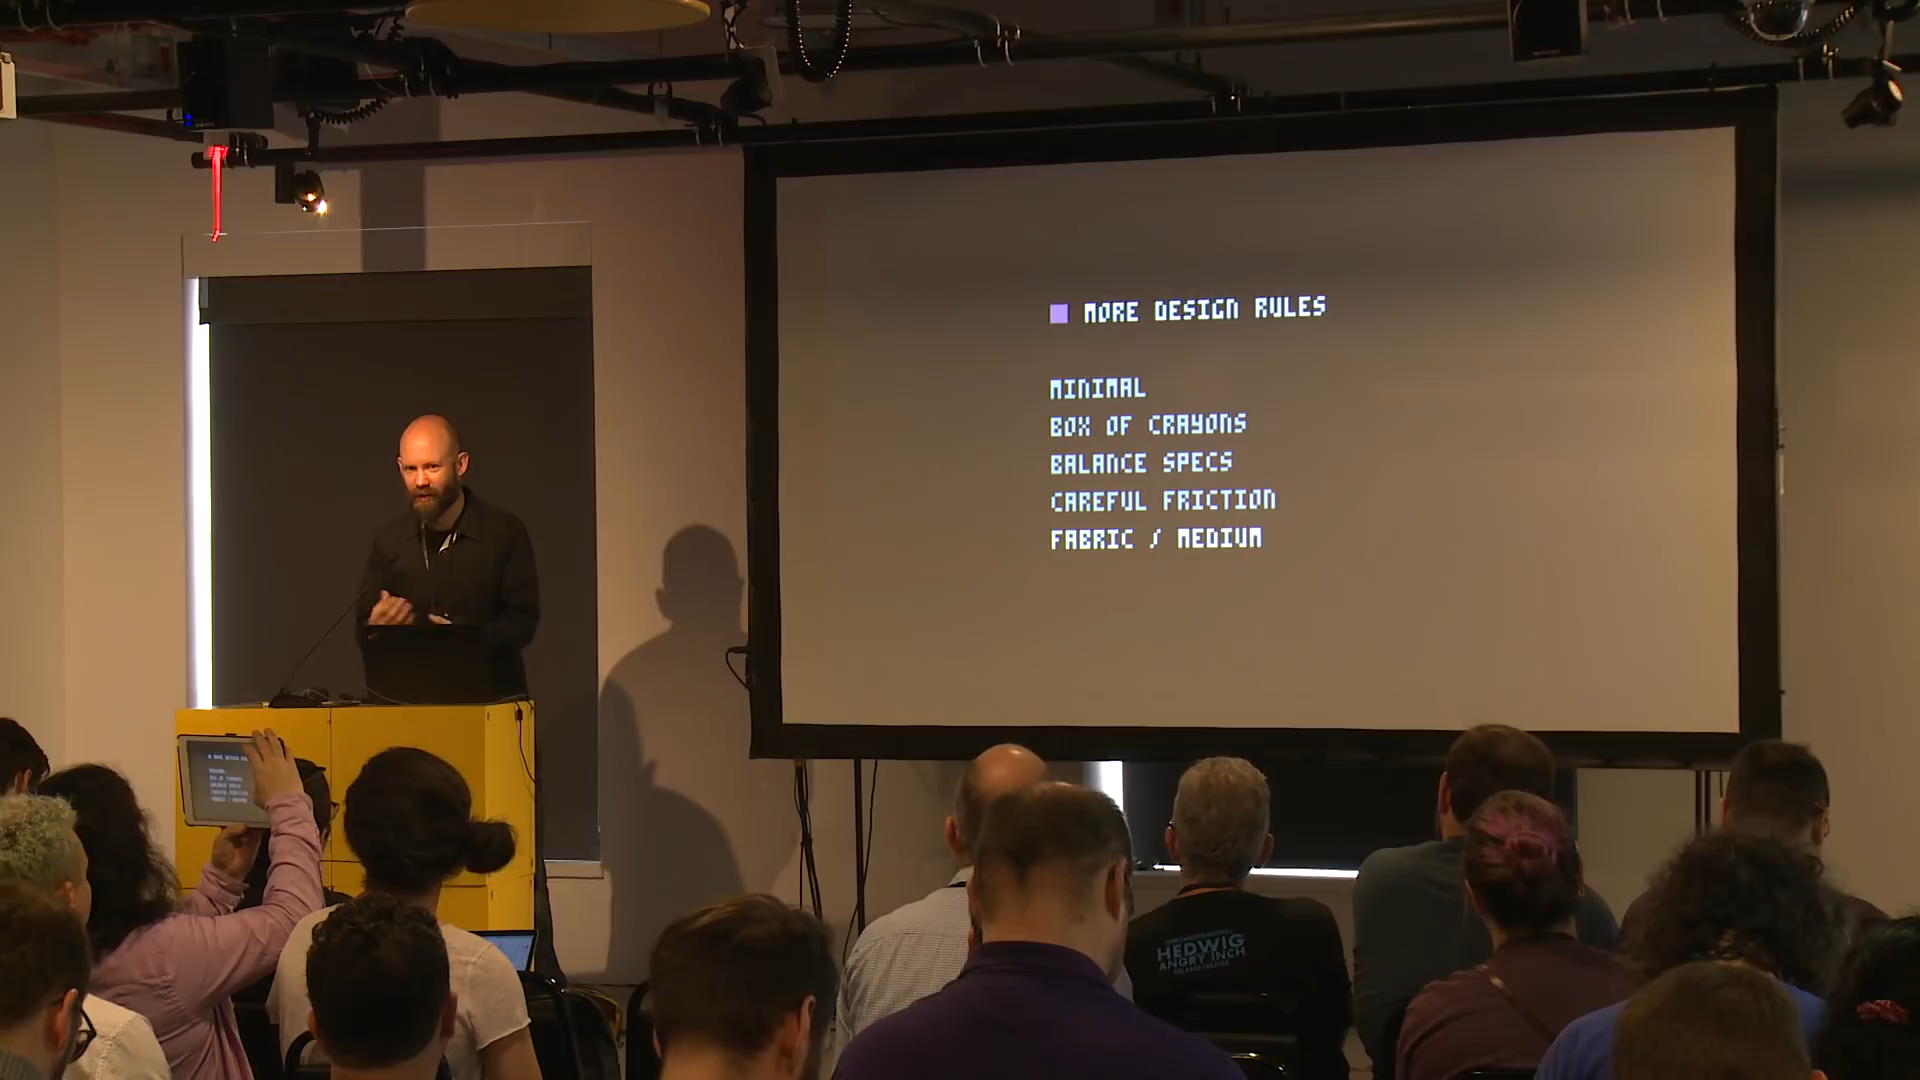 MORE DESIGN RULES
MINIMAL
BOX OF CRAYONS
BALANCE SPECS
CAREFUL FRICTION
FABRIC / MEDIUM
HEDWIG
ANGRY INCH